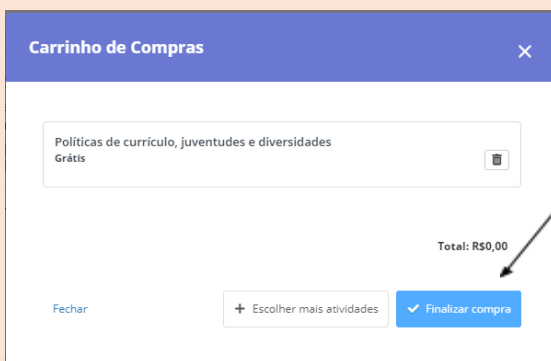 Carrinho de Compras
Políticas de currículo, juventudes e diversidades
Grátis
Total: R$0,00
Fechar
+ Escolher mais atividades
Finalizar compra